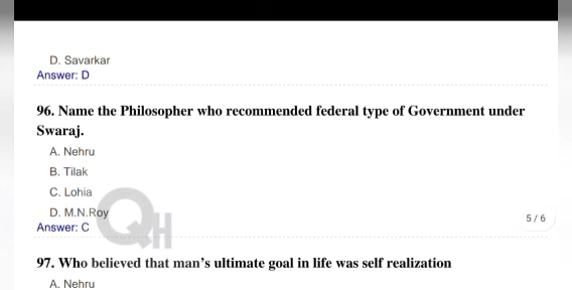 D. Savarkar
Answer: D
96. Name the Philosopher who recommended federal type of Government under
Swaraj.
A. Nehru
B. Tilak
C. Lohia
D. M.N.Roy
Answer: C
QH
5 / 6
97. Who believed that man's ultimate goal in life was self realization
A. Nehru